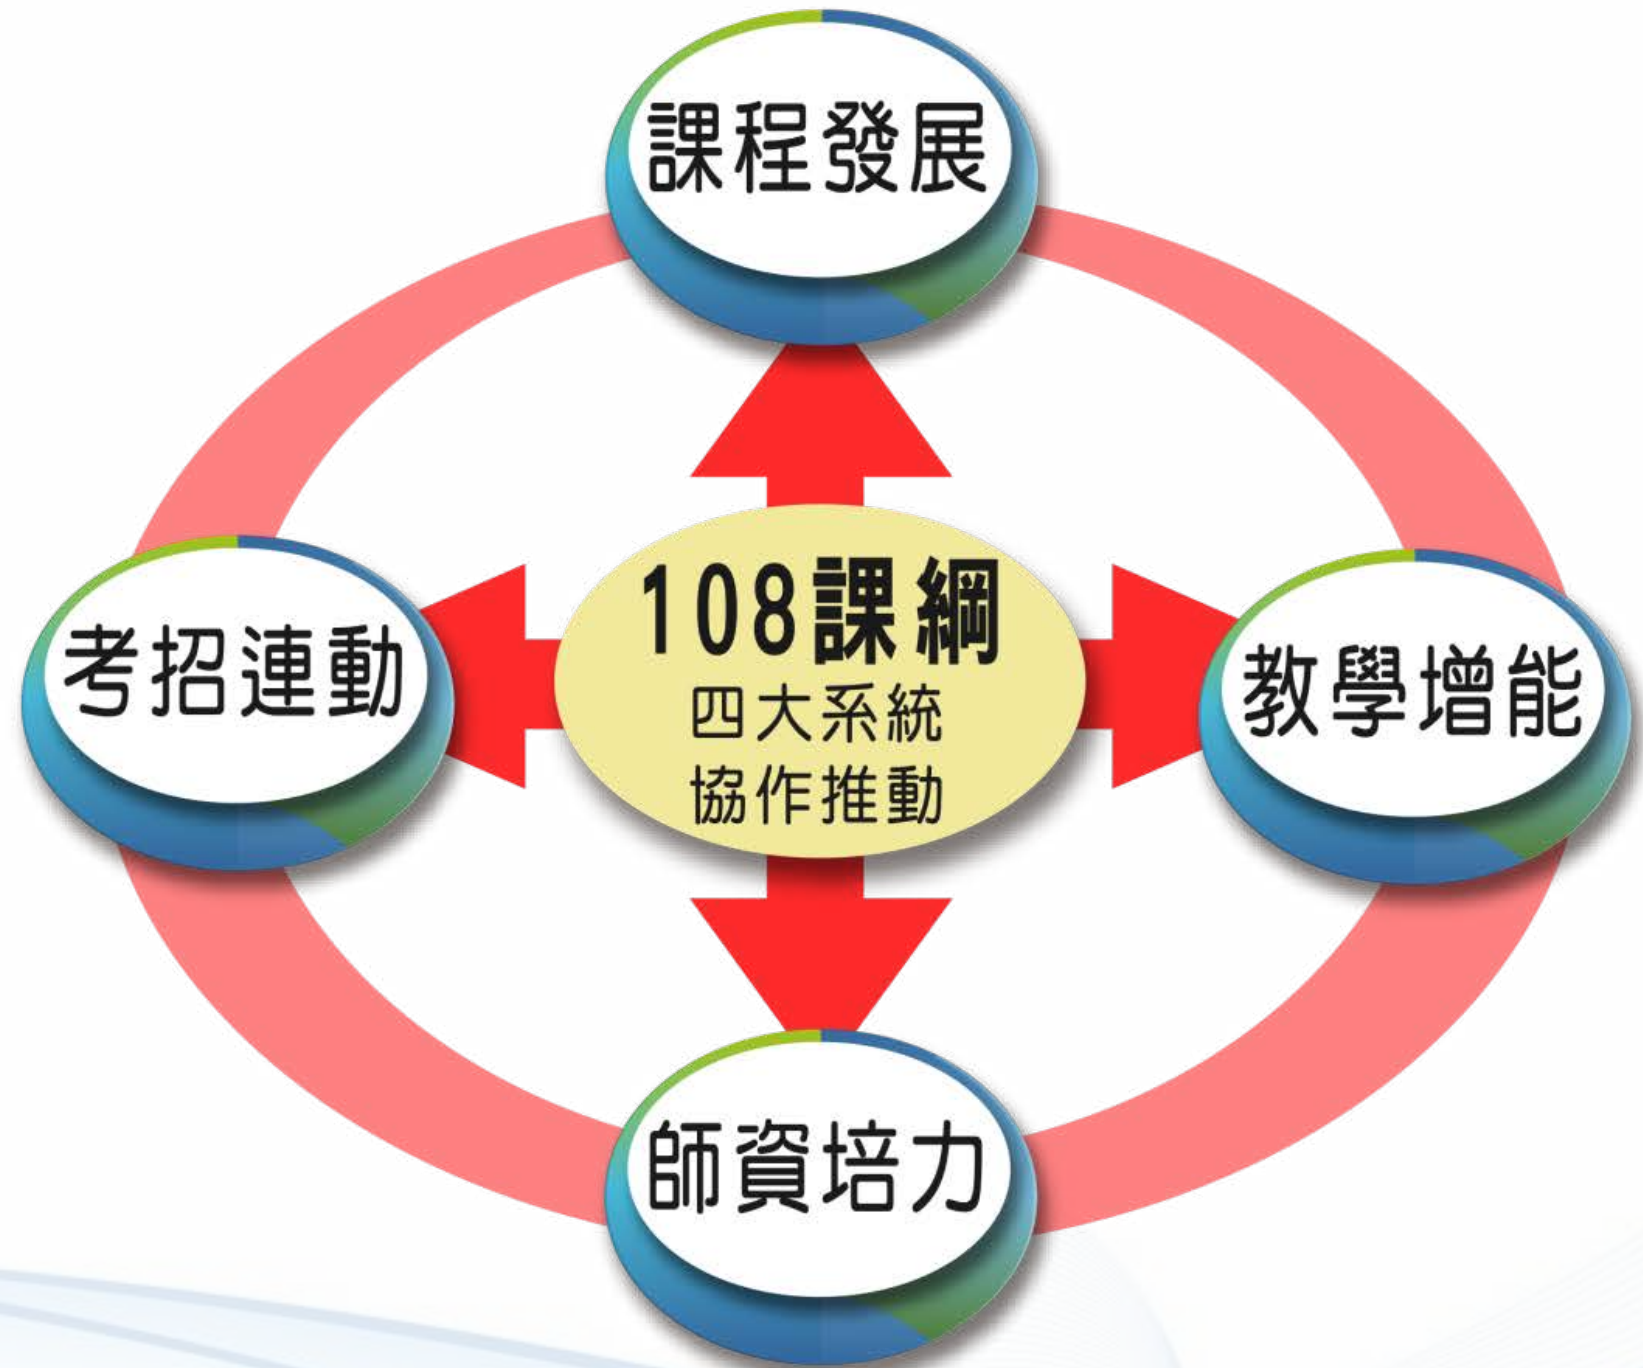 課程發展
考招連動
108課綱
四大系統
協作推動
教學增能
師資培力